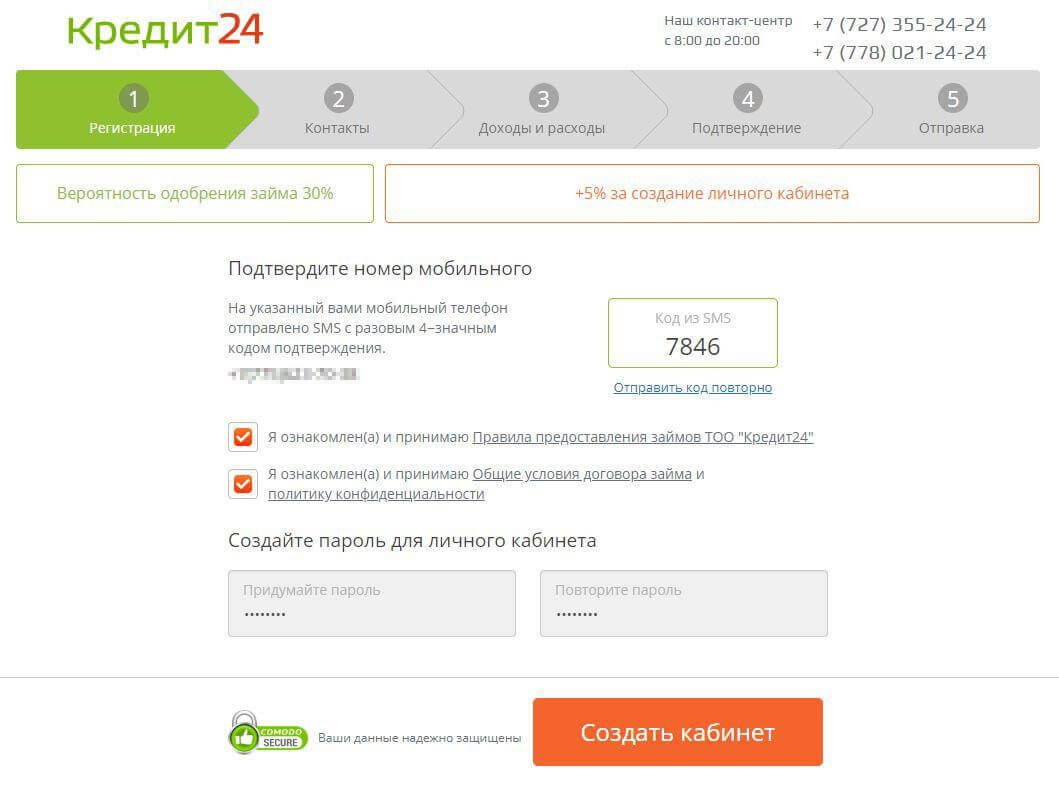 Кредит24
Наш контакт-центр
с 8:00 до 20:00
+7 (727) 355-24-24
+7 (778) 021-24-24
1
Регистрация
2
Контакты
3
Доходы и расходы
4
Подтверждение
5
Отправка
Вероятность одобрения займа 30%
+5% за создание личного кабинета
Подтвердите номер мобильного
На указанный вами мобильный телефон
отправлено SMS с разовым 4–значным
кодом подтверждения.
Код из SMS
7846
Отправить код повторно
Я ознакомлен(а) и принимаю Правила предоставления займов ТОО "Кредит24"
Я ознакомлен(а) и принимаю Общие условия договора займа и
политику конфиденциальности
Создайте пароль для личного кабинета
Придумайте пароль
••••••••
Повторите пароль
••••••••
COMODO
SECURE
Ваши данные надежно защищены
Создать кабинет